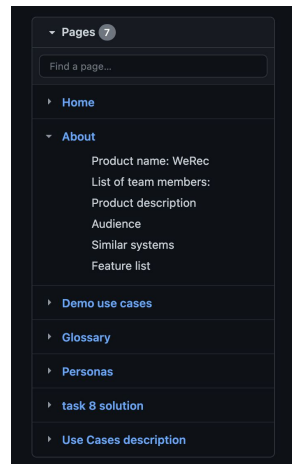 Pages 7
Find a page...
Home
About
Product name: WeRec
List of team members:
Product description
Audience
Similar systems
Feature list
Demo use cases
Glossary
Personas
task 8 solution
Use Cases description